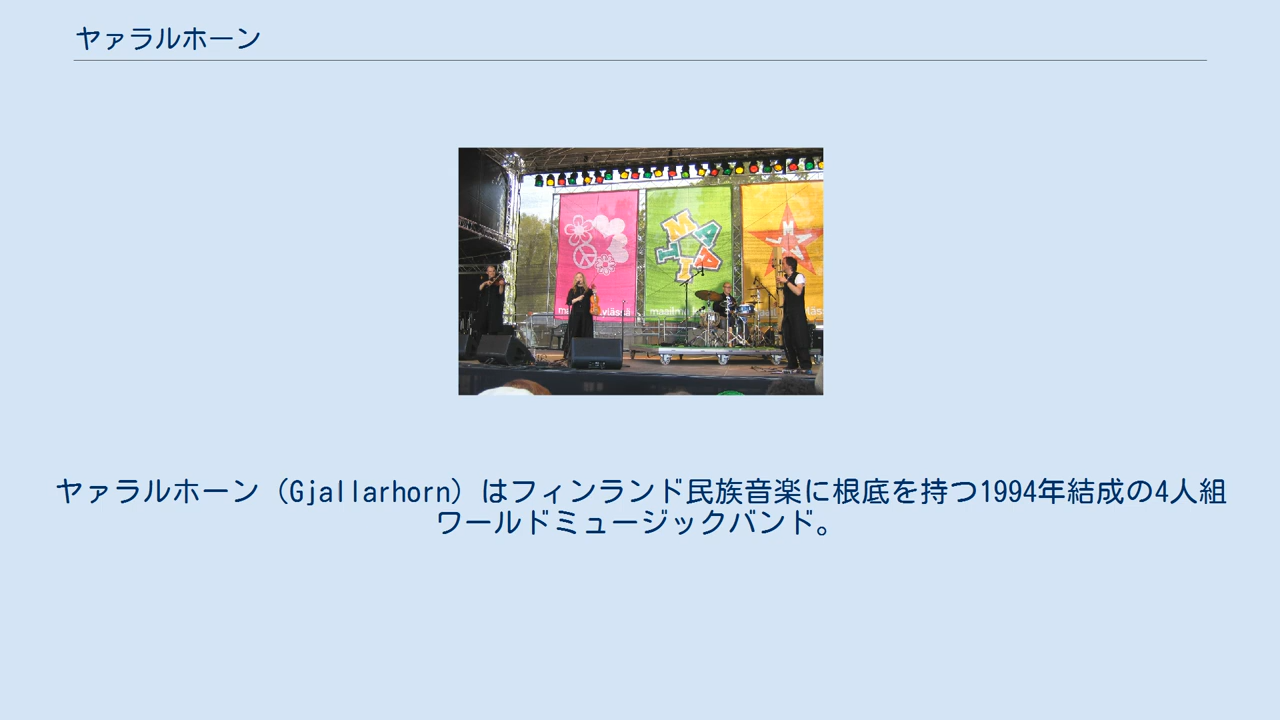 ヤァラルホーン
MAATI
ヤァラルホーン（Gjallarhorn）はフィンランド民族音楽に根底を持つ1994年結成の4人組
ワールドミュージックバンド。